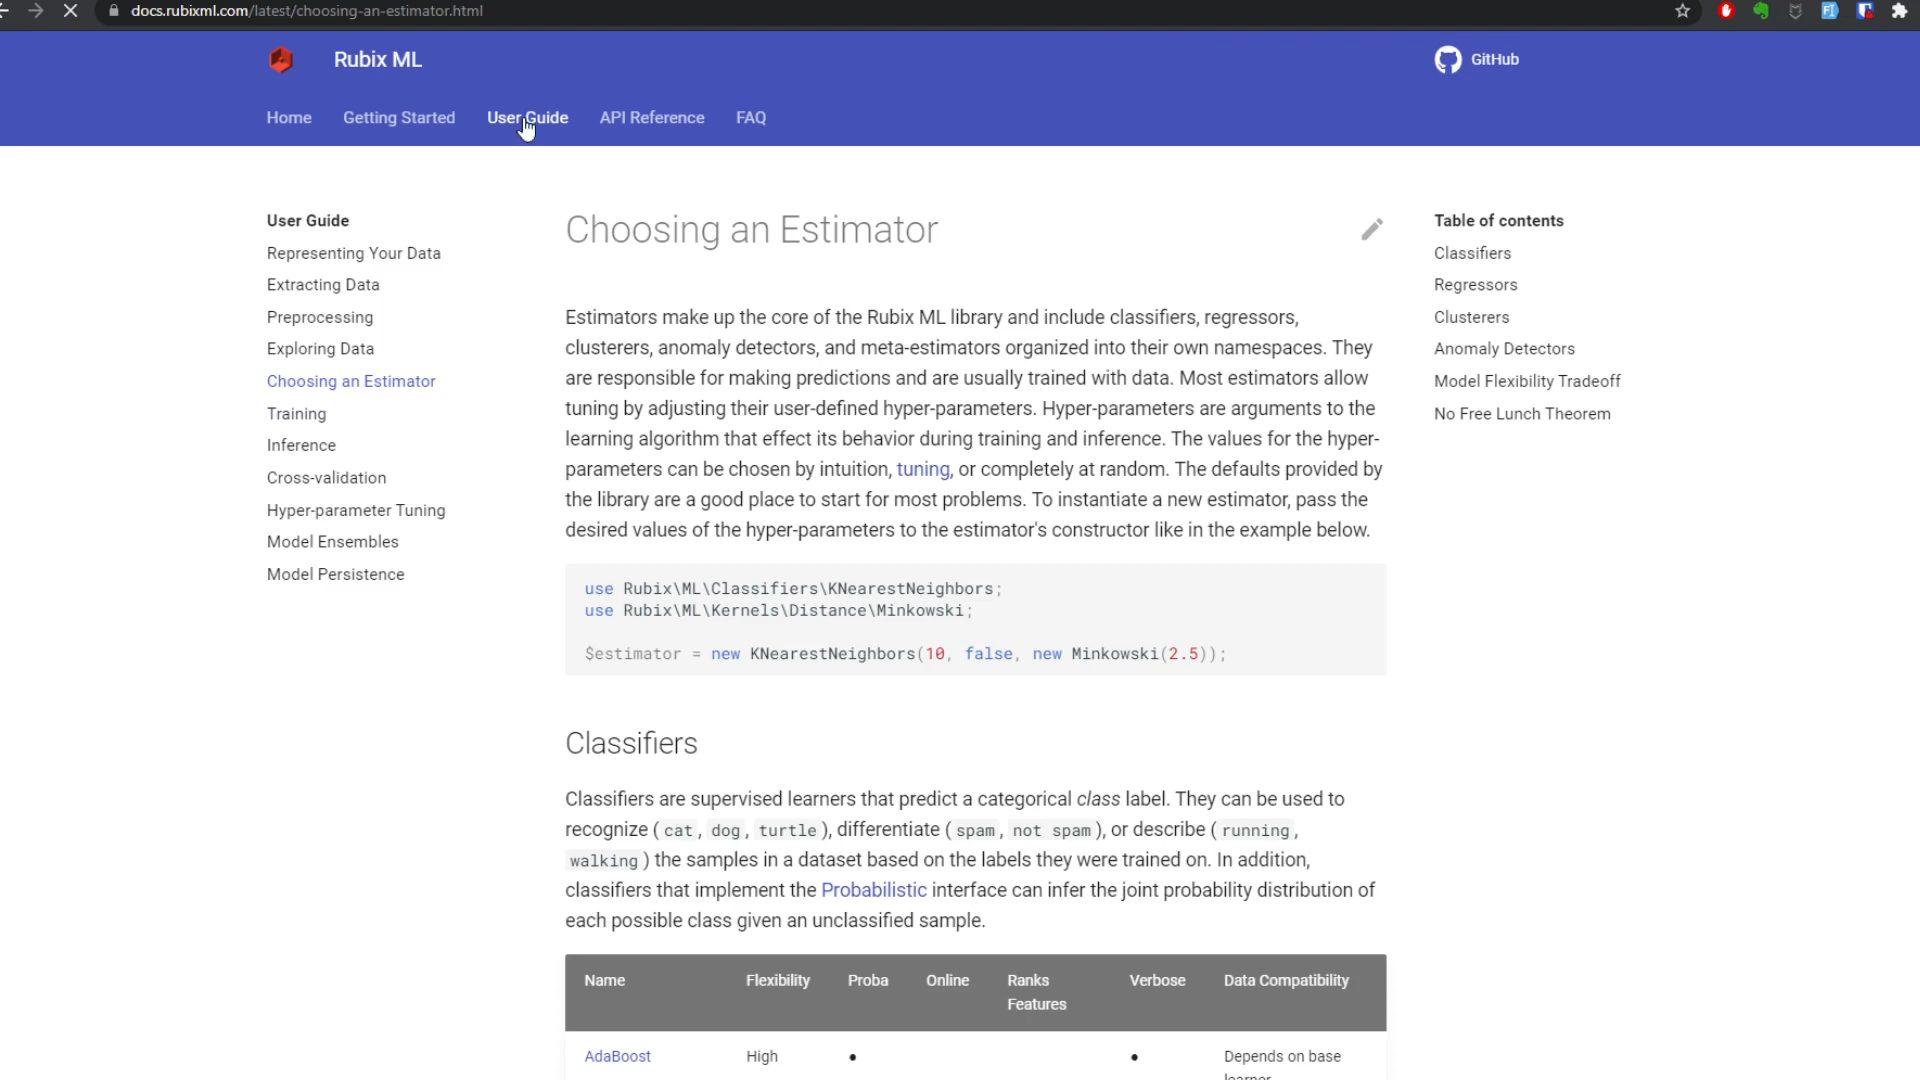 docs.rubixml.com/latest/choosing-an-estimator.html
Rubix ML
GitHub
Home Getting Started User Guide API Reference FAQ
User Guide
Representing Your Data
Extracting Data
Preprocessing
Exploring Data
Choosing an Estimator
Training
Inference
Cross-validation
Hyper-parameter Tuning
Model Ensembles
Model Persistence
Choosing an Estimator
Estimators make up the core of the Rubix ML library and include classifiers, regressors,
clusterers, anomaly detectors, and meta-estimators organized into their own namespaces. They
are responsible for making predictions and are usually trained with data. Most estimators allow
tuning by adjusting their user-defined hyper-parameters. Hyper-parameters are arguments to the
learning algorithm that effect its behavior during training and inference. The values for the hyper-
parameters can be chosen by intuition, tuning, or completely at random. The defaults provided by
the library are a good place to start for most problems. To instantiate a new estimator, pass the
desired values of the hyper-parameters to the estimator's constructor like in the example below.
use Rubix\ML\Classifiers\KNearestNeighbors;
use Rubix\ML\Kernels\Distance\Minkowski;
$estimator = new KNearestNeighbors(10, false, new Minkowski(2.5));
Classifiers
Classifiers are supervised learners that predict a categorical class label. They can be used to
recognize ( cat , dog , turtle ), differentiate ( spam , not spam ), or describe ( running ,
walking ) the samples in a dataset based on the labels they were trained on. In addition,
classifiers that implement the Probabilistic interface can infer the joint probability distribution of
each possible class given an unclassified sample.
Name Flexibility Proba Online Ranks Features Verbose Data Compatibility
AdaBoost High ● ● Depends on base
learner
Table of contents
Classifiers
Regressors
Clusterers
Anomaly Detectors
Model Flexibility Tradeoff
No Free Lunch Theorem